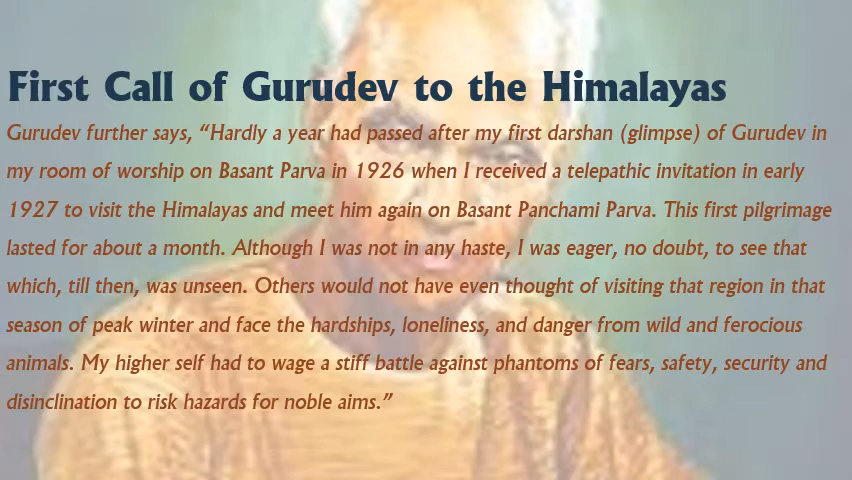 First Call of Gurudev to the Himalayas
Gurudev further says, “Hardly a year had passed after my first darshan (glimpse) of Gurudev in
my room of worship on Basant Parva in 1926 when I received a telepathic invitation in early
1927 to visit the Himalayas and meet him again on Basant Panchami Parva. This first pilgrimage
lasted for about a month. Although I was not in any haste, I was eager, no doubt, to see that
which, till then, was unseen. Others would not have even thought of visiting that region in that
season of peak winter and face the hardships, loneliness, and danger from wild and ferocious
animals. My higher self had to wage a stiff battle against phantoms of fears, safety, security and
disinclination to risk hazards for noble aims.”